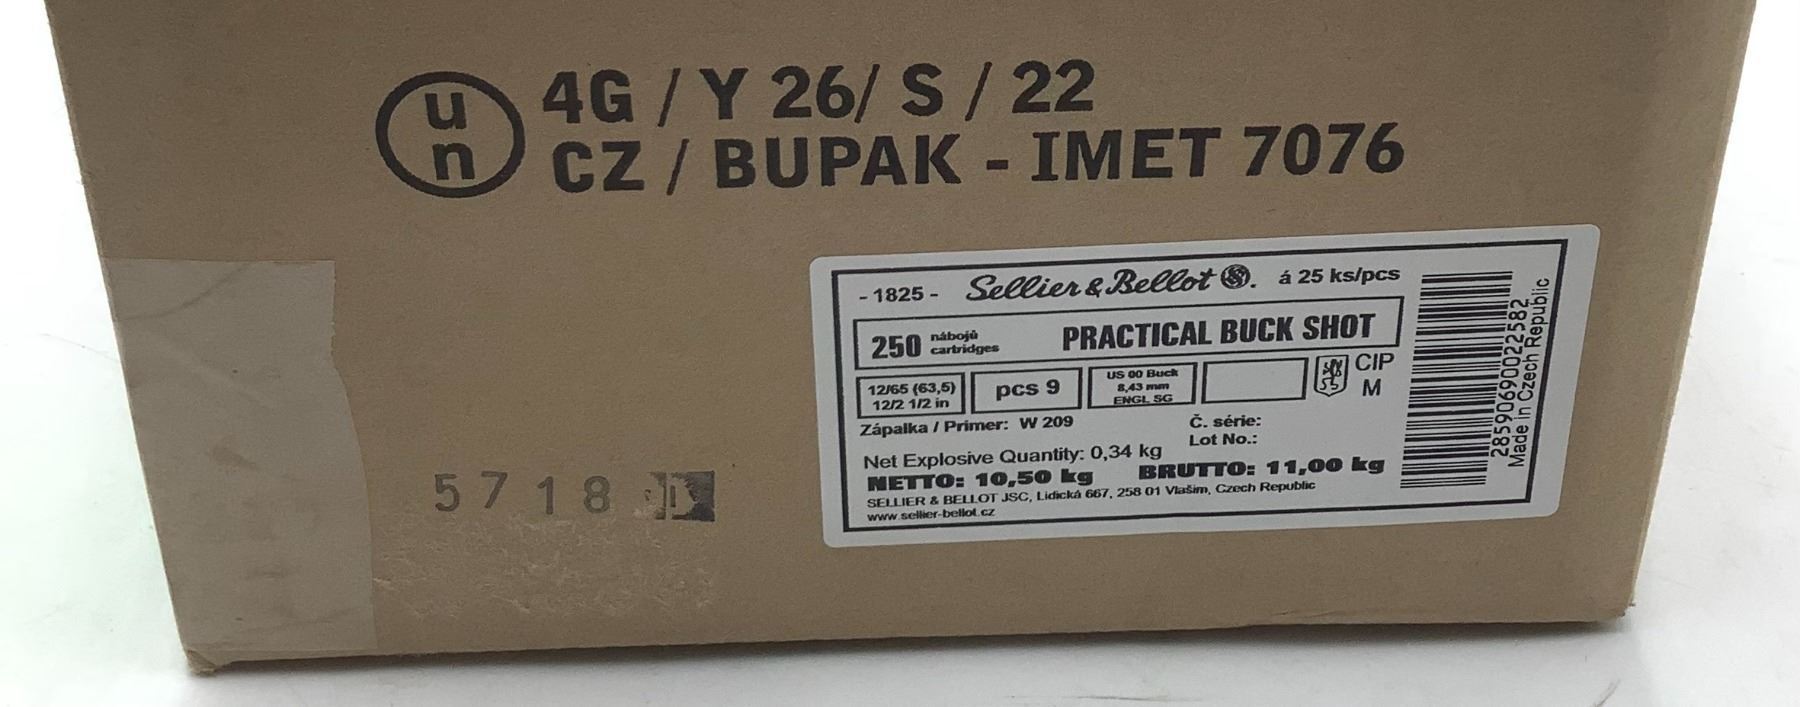 un
4G / Y 26/ S / 22
CZ / BUPAK - IMET 7076
- 1825 - Sellier & Bellot SB. á 25 ks/pcs
250 nábojů cartridges PRACTICAL BUCK SHOT
12/65 (63,5)
12/2 1/2 in
pcs 9
US 00 Buck
8,43 mm
ENGL SG
CIP
M
Zápalka / Primer: W 209
Č. série:
Lot No.:
Net Explosive Quantity: 0,34 kg
NETTO: 10,50 kg BRUTTO: 11,00 kg
SELLIER & BELLOT JSC, Lidická 667, 258 01 Vlašim, Czech Republic
www.sellier-bellot.cz
28590690022582
Made in Czech Republic
5718 D